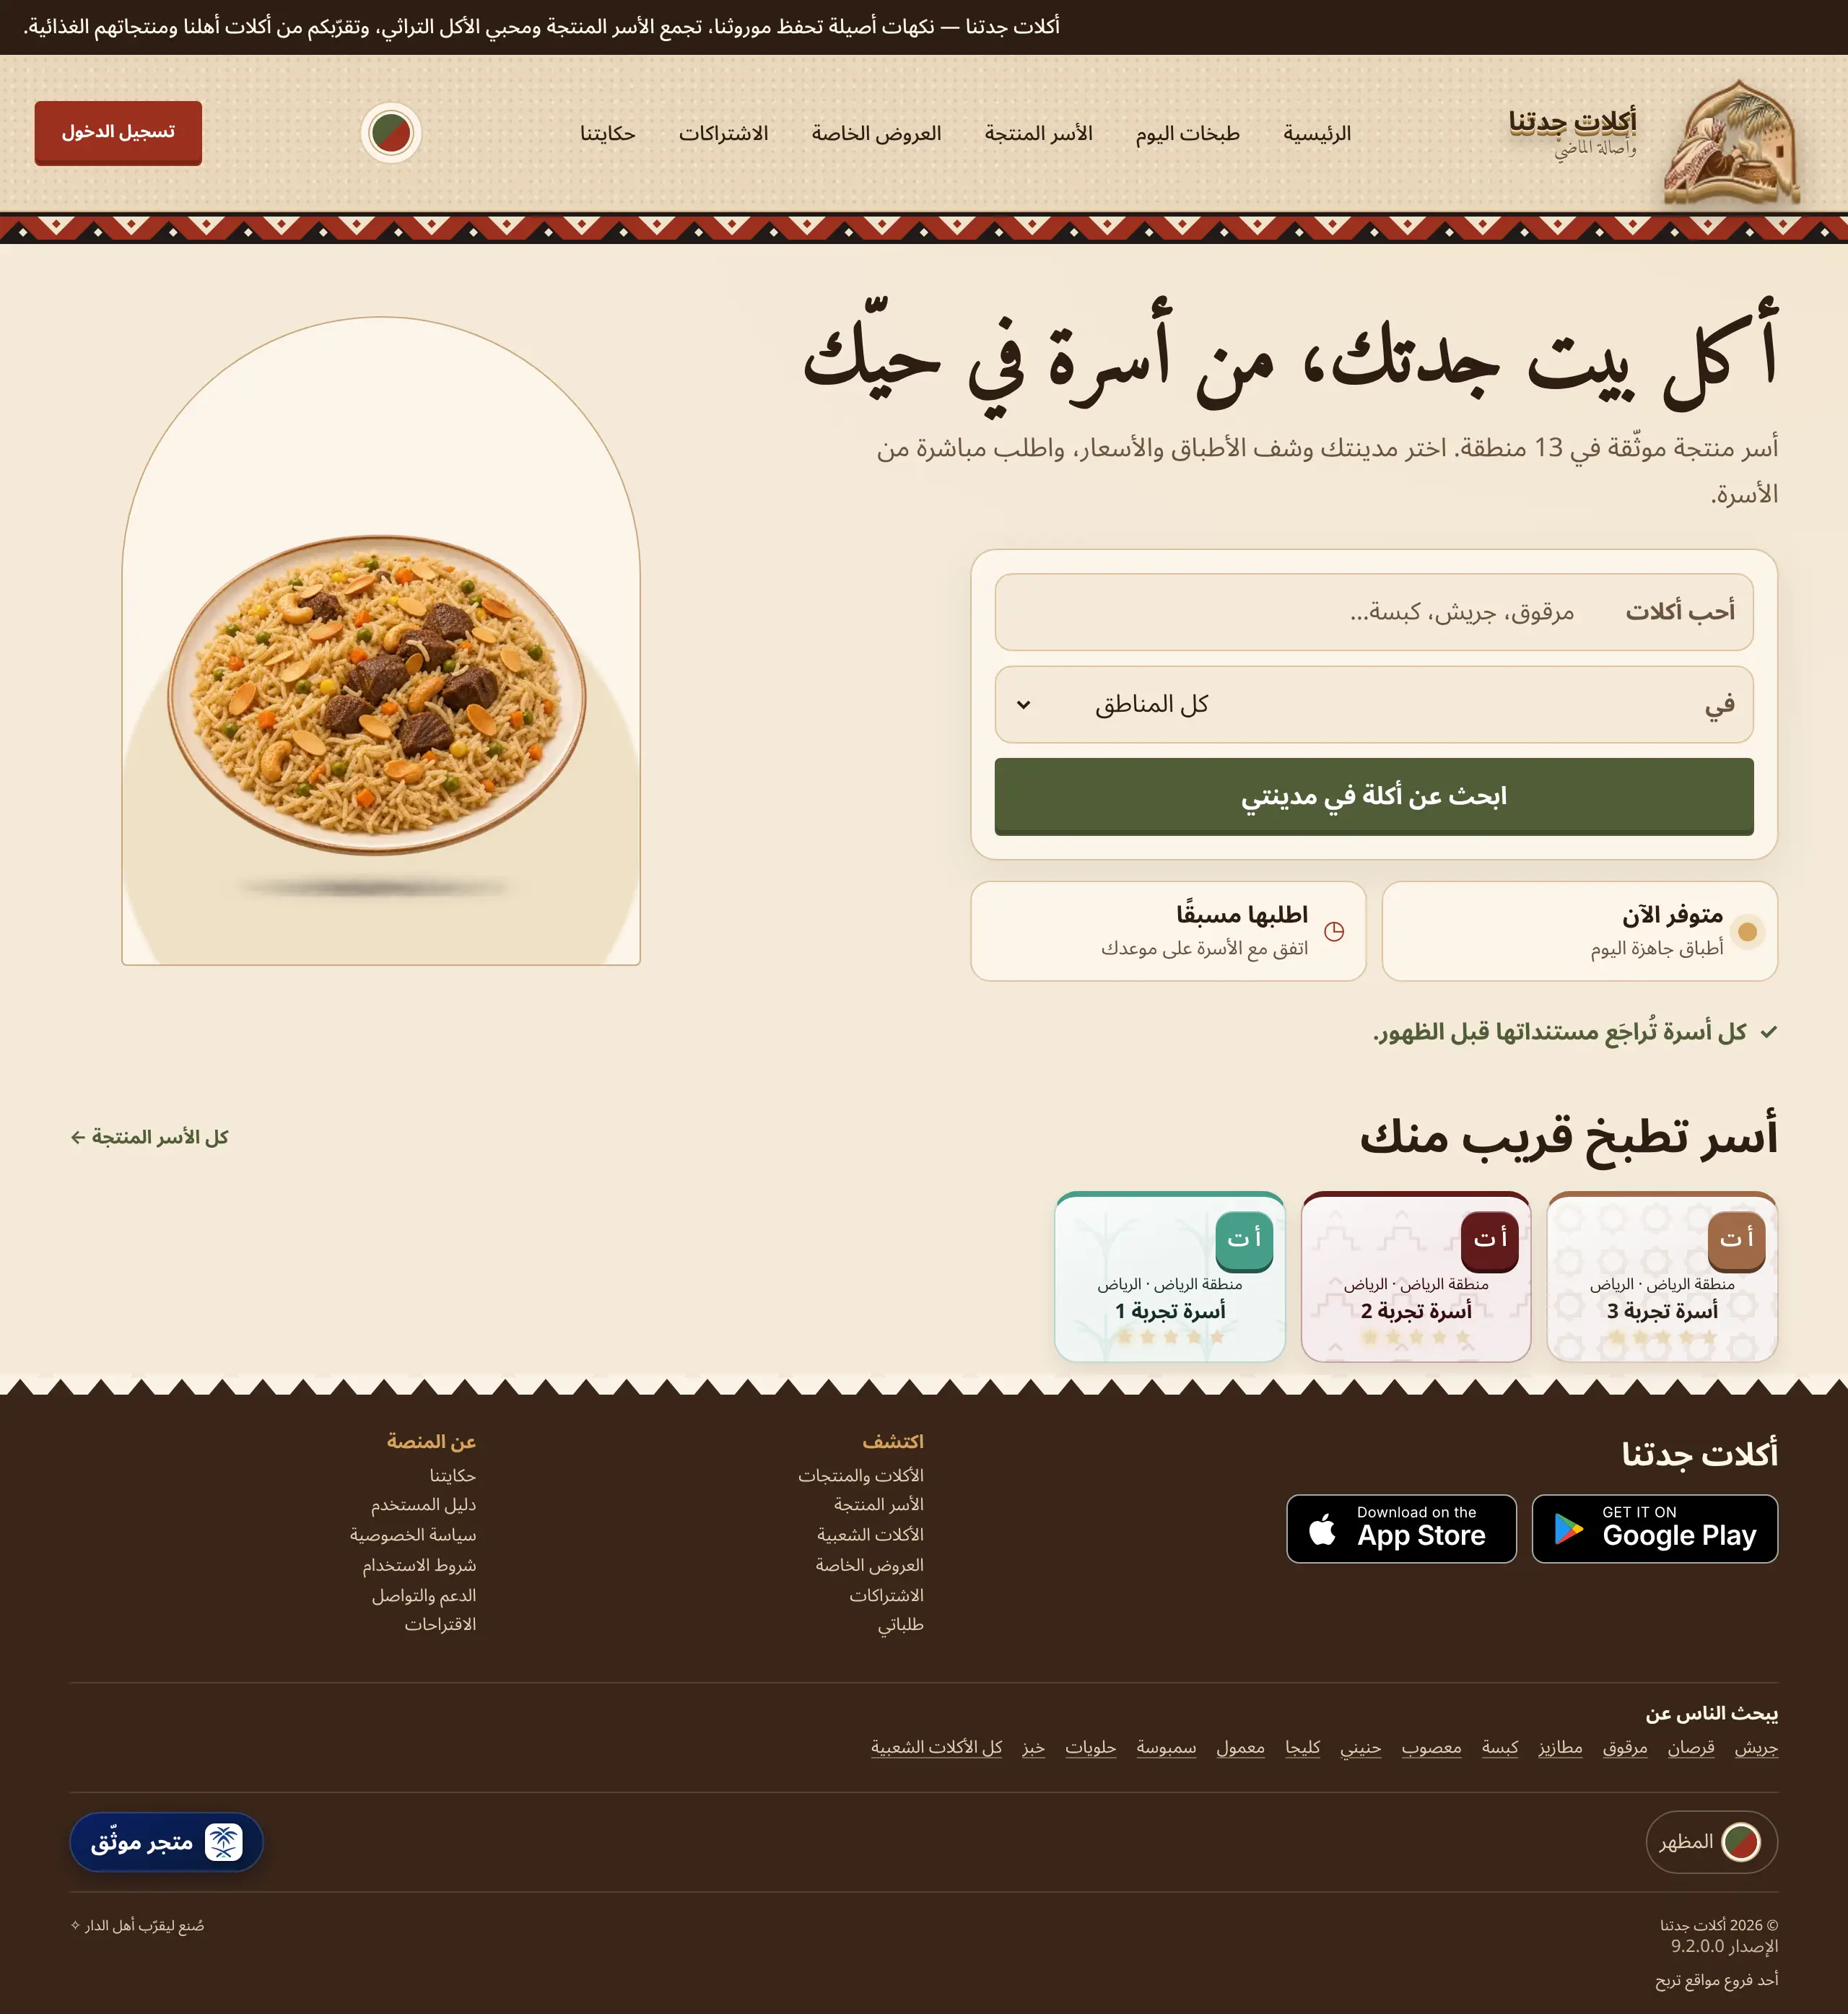 أكلات جدتنا — نكهات أصيلة تحفظ موروثنا، تجمع الأسر المنتجة ومحبي الأكل التراثي، وتقرّبكم من أكلات أهلنا ومنتجاتهم الغذائية.
أكلات جدتنا
وأصالة الماضي
الرئيسية
طبخات اليوم
الأسر المنتجة
العروض الخاصة
الاشتراكات
حكايتنا
تسجيل الدخول
أكل بيت جدتك، من أسرة في حيّك
أسر منتجة موثّقة في 13 منطقة. اختر مدينتك وشف الأطباق والأسعار، واطلب مباشرة من
الأسرة.
أحب أكلات مرقوق، جريش، كبسة...
في كل المناطق
ابحث عن أكلة في مدينتي
متوفر الآن
أطباق جاهزة اليوم
اطلبها مسبقًا
اتفق مع الأسرة على موعدك
✓ كل أسرة تُراجَع مستنداتها قبل الظهور.
أسر تطبخ قريب منك
كل الأسر المنتجة ←
أ ت
منطقة الرياض · الرياض
أسرة تجربة 3
أ ت
منطقة الرياض · الرياض
أسرة تجربة 2
أ ت
منطقة الرياض · الرياض
أسرة تجربة 1
أكلات جدتنا
GET IT ON
Google Play
Download on the
App Store
اكتشف
الأكلات والمنتجات
الأسر المنتجة
الأكلات الشعبية
العروض الخاصة
الاشتراكات
طلباتي
عن المنصة
حكايتنا
دليل المستخدم
سياسة الخصوصية
شروط الاستخدام
الدعم والتواصل
الاقتراحات
يبحث الناس عن
جريش قرصان مرقوق مطازيز كبسة معصوب حنيني كليجا معمول سمبوسة حلويات خبز كل الأكلات الشعبية
المظهر
متجر موثّق
© 2026 أكلات جدتنا
الإصدار 9.2.0.0
أحد فروع مواقع تربح
صُنع ليقرّب أهل الدار ✧